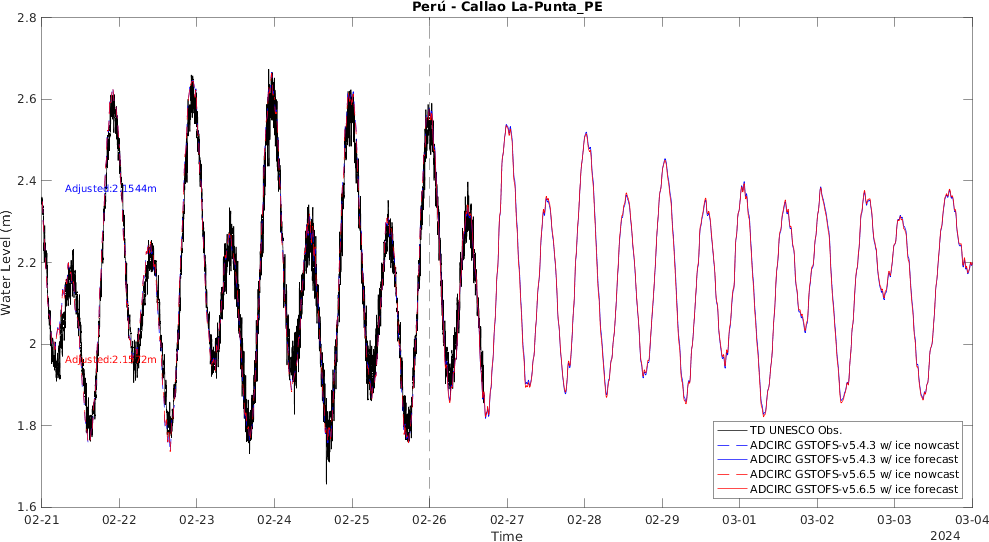 Perú - Callao La-Punta_PE
2.8
2.6
2.4
2.2
2
1.8
1.6
Water Level (m)
Adjusted:2.1544m
Adjusted:2.1572m
TD UNESCO Obs.
ADCIRC GSTOFS-v5.4.3 w/ ice nowcast
ADCIRC GSTOFS-v5.4.3 w/ ice forecast
ADCIRC GSTOFS-v5.6.5 w/ ice nowcast
ADCIRC GSTOFS-v5.6.5 w/ ice forecast
02-21 02-22 02-23 02-24 02-25 02-26 02-27 02-28 02-29 03-01 03-02 03-03 03-04
Time
2024